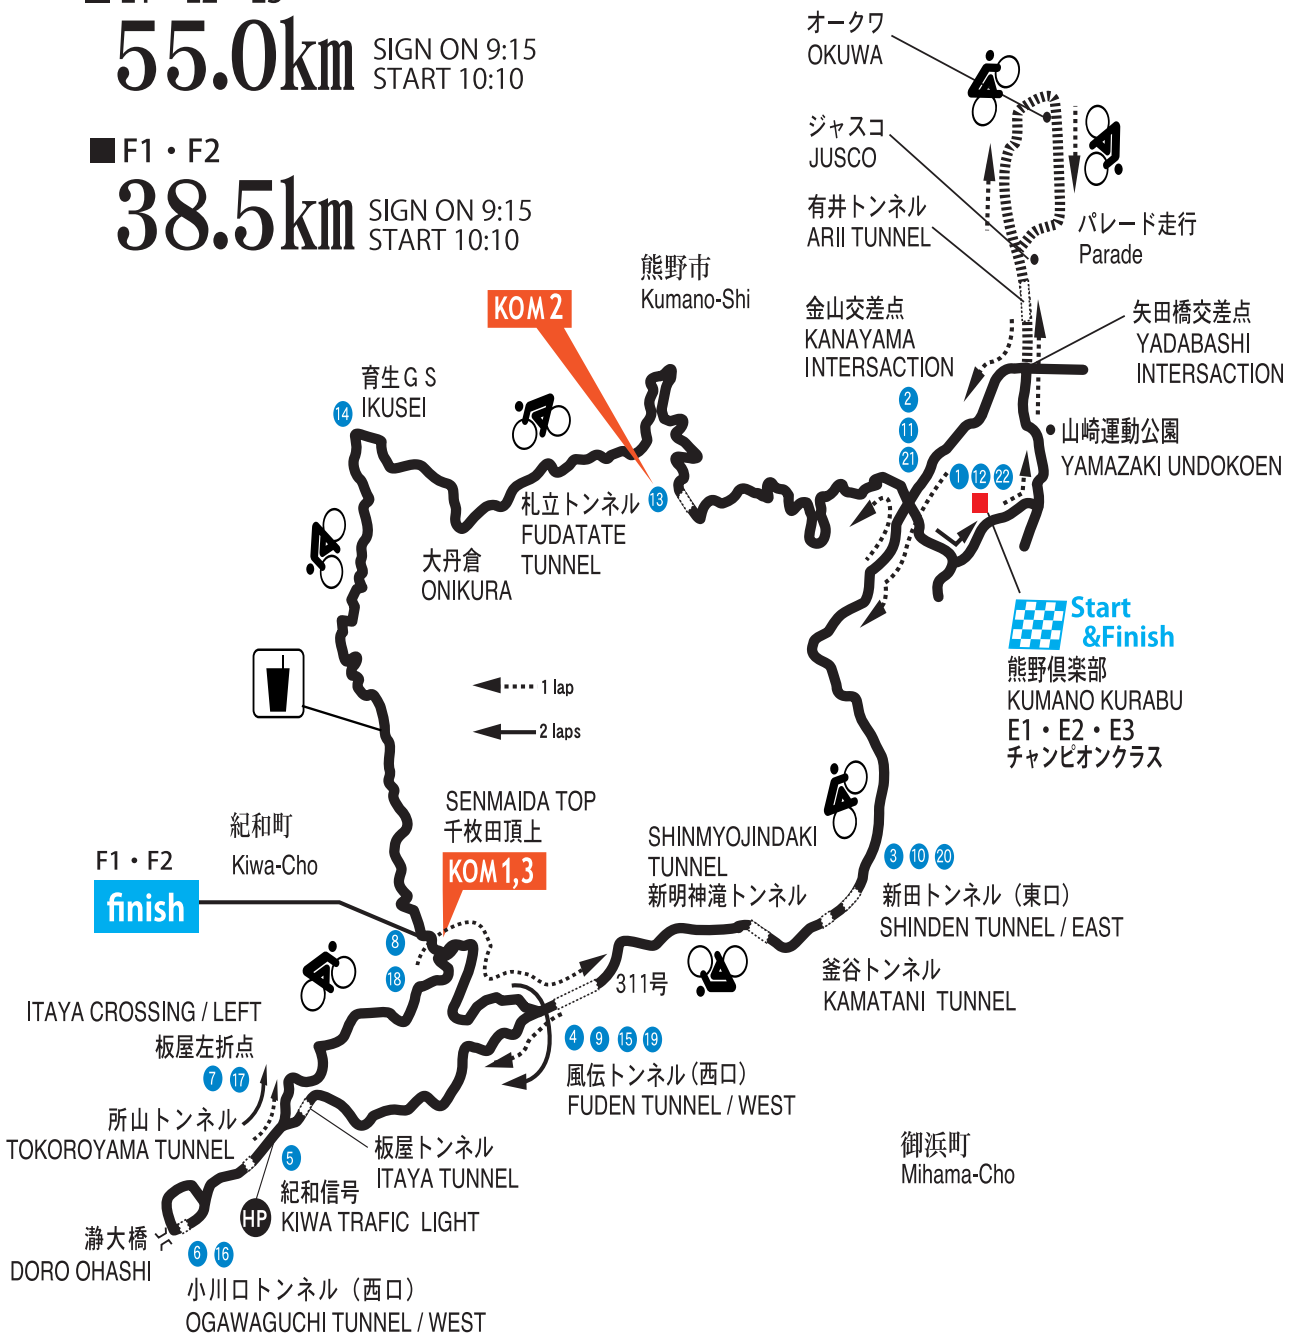 55.0km
SIGN ON 9:15
START 10:10
■ F1・F2
38.5km
SIGN ON 9:15
START 10:10
オークワ
OKUWA
ジャスコ
JUSCO
有井トンネル
ARII TUNNEL
パレード走行
Parade
熊野市
Kumano-Shi
KOM 2
金山交差点
KANAYAMA
INTERSACTION
2
11
21
矢田橋交差点
YADABASHI
INTERSACTION
育生ＧＳ
IKUSEI
14
山崎運動公園
YAMAZAKI UNDOKOEN
1 12 22
札立トンネル
FUDATATE
TUNNEL
13
大丹倉
ONIKURA
Start
&Finish
熊野倶楽部
KUMANO KURABU
E1・E2・E3
チャンピオンクラス
1 lap
2 laps
SENMAIDA TOP
千枚田頂上
KOM 1,3
紀和町
Kiwa-Cho
F1・F2
finish
8
18
SHINMYOJINDAKI
TUNNEL
新明神滝トンネル
3 10 20
新田トンネル（東口）
SHINDEN TUNNEL / EAST
釜谷トンネル
KAMATANI TUNNEL
311号
ITAYA CROSSING / LEFT
板屋左折点
7 17
4 9 15 19
風伝トンネル（西口）
FUDEN TUNNEL / WEST
所山トンネル
TOKOROYAMA TUNNEL
板屋トンネル
ITAYA TUNNEL
5
紀和信号
KIWA TRAFIC LIGHT
HP
御浜町
Mihama-Cho
瀞大橋
DORO OHASHI
6 16
小川口トンネル（西口）
OGAWAGUCHI TUNNEL / WEST